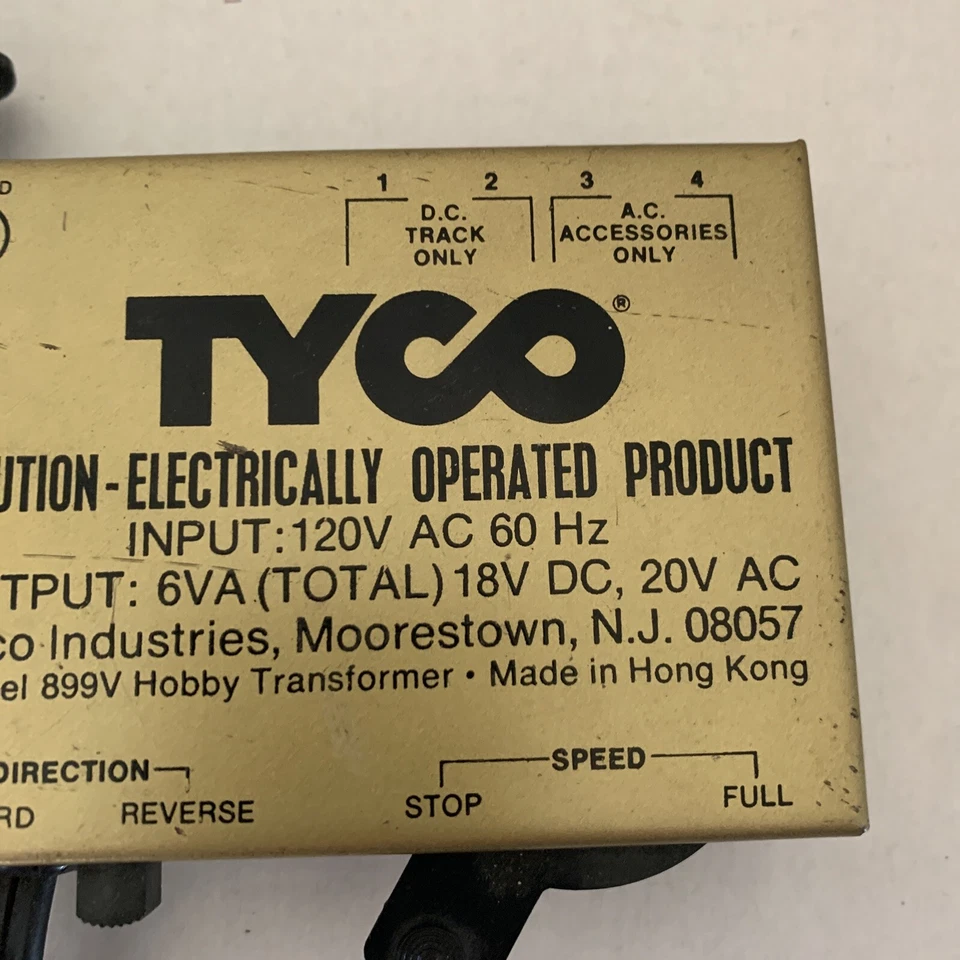 D
1 2 3 4
D.C. TRACK ONLY
A.C. ACCESSORIES ONLY
TYCO®
UTION-ELECTRICALLY OPERATED PRODUCT
INPUT:120V AC 60 Hz
TPUT: 6VA (TOTAL) 18V DC, 20V AC
co Industries, Moorestown, N.J. 08057
el 899V Hobby Transformer • Made in Hong Kong
DIRECTION
SPEED
RD REVERSE
STOP FULL